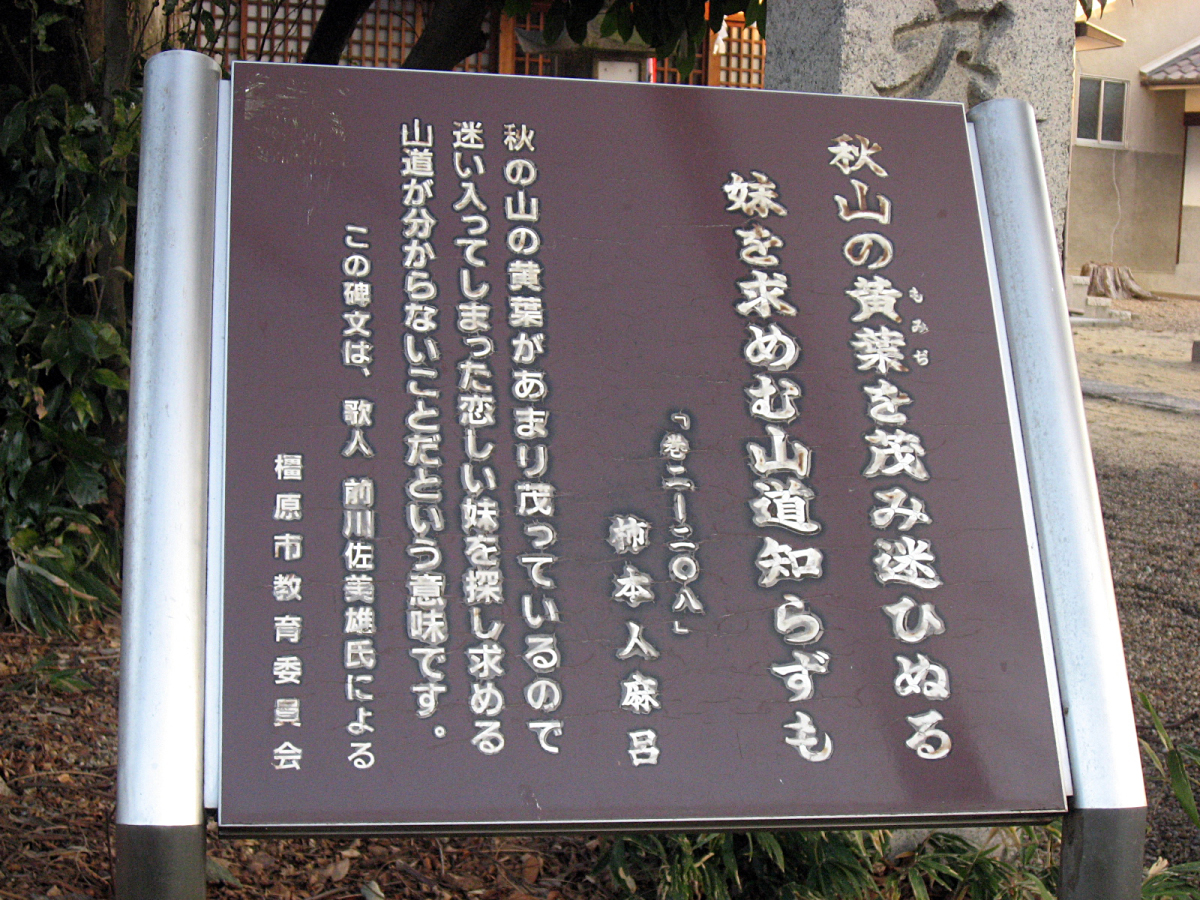 秋山の黄葉を茂み迷ひぬる
もみぢ
妹を求めむ山道知らずも
「巻二ー二〇八」
柿本人麻呂
秋の山の黄葉があまり茂っているので
迷い入ってしまった恋しい妹を探し求める
山道が分からないことだという意味です。
この碑文は、歌人 前川佐美雄氏による
橿原市教育委員会